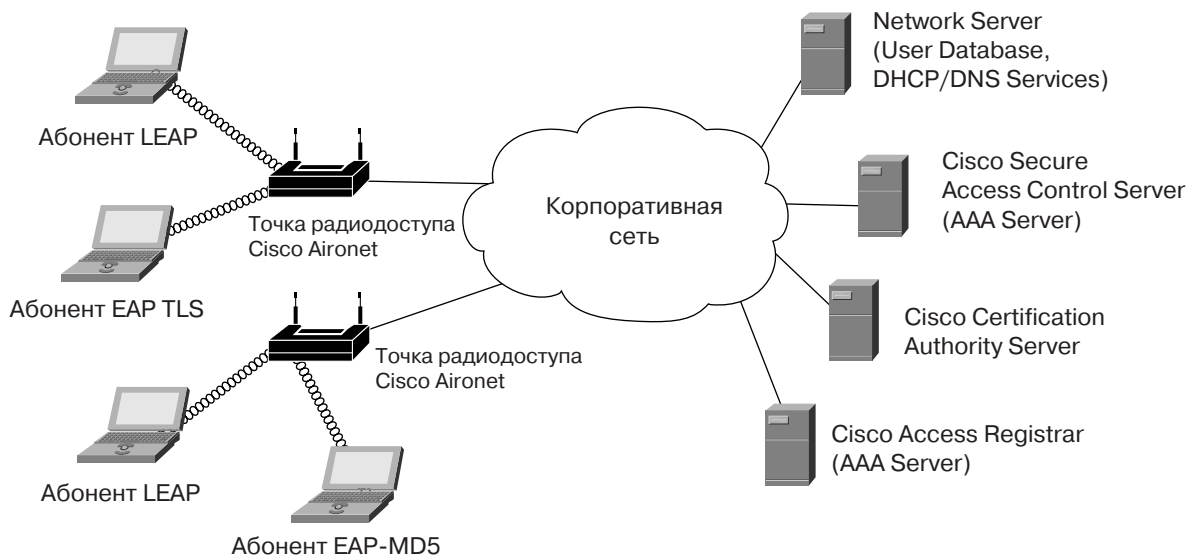 Абонент LEAP
Абонент EAP TLS
Точка радиодоступа
Cisco Aironet
Точка радиодоступа
Cisco Aironet
Абонент LEAP
Абонент EAP-MD5
Корпоративная
сеть
Network Server
(User Database,
DHCP/DNS Services)
Cisco Secure
Access Control Server
(AAA Server)
Cisco Certification
Authority Server
Cisco Access Registrar
(AAA Server)